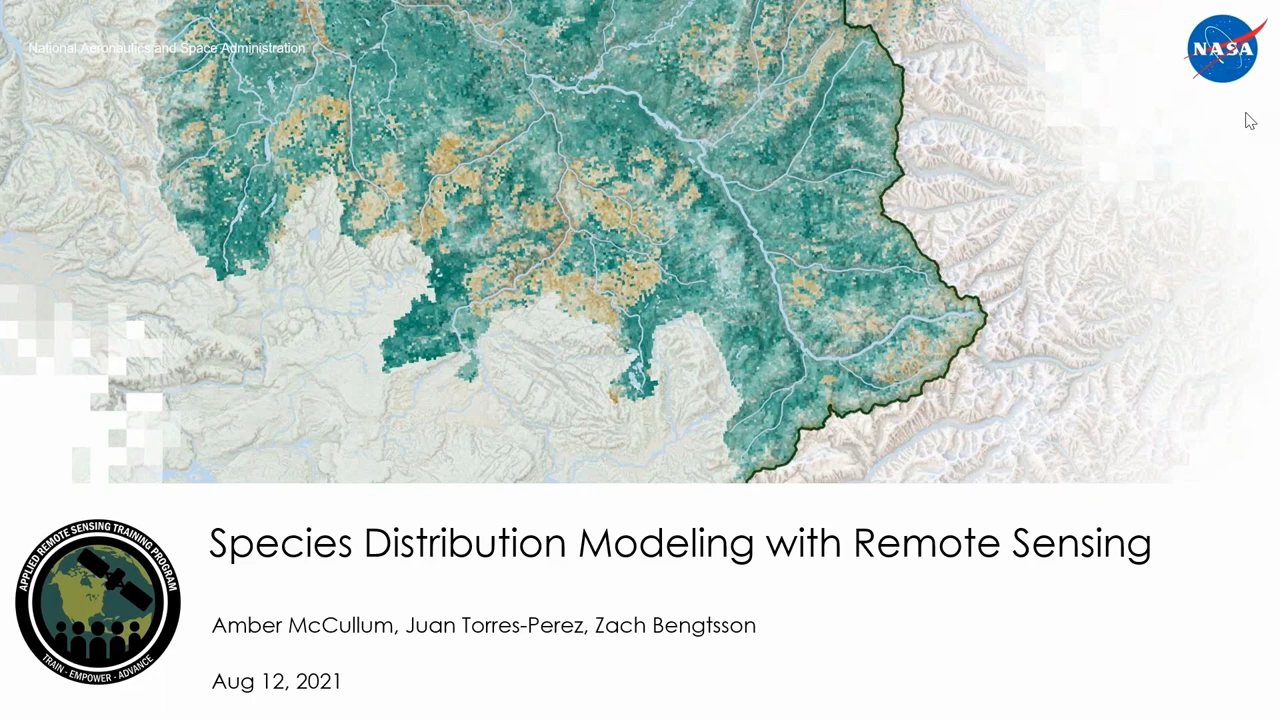 National Aeronautics and Space Administration
NASA
Species Distribution Modeling with Remote Sensing
APPLIED REMOTE SENSING TRAINING PROGRAM
TRAIN - EMPOWER - ADVANCE
Amber McCullum, Juan Torres-Perez, Zach Bengtsson
Aug 12, 2021